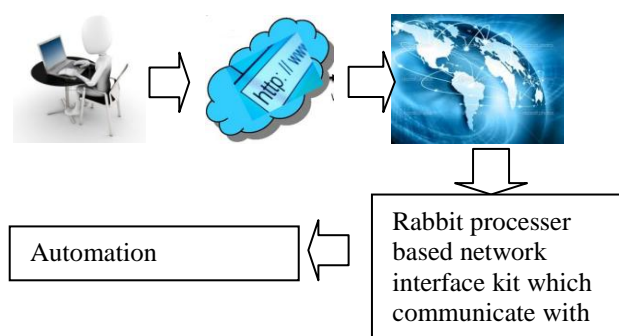 http: // www
Rabbit processer
based network
interface kit which
communicate with
Automation